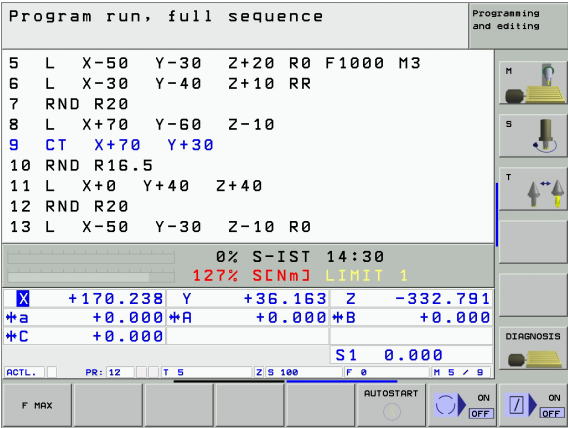 Program run, full sequence
Programming and editing
5 L X-50 Y-30 Z+20 R0 F1000 M3
6 L X-30 Y-40 Z+10 RR
7 RND R20
8 L X+70 Y-60 Z-10
9 CT X+70 Y+30
10 RND R16.5
11 L X+0 Y+40 Z+40
12 RND R20
13 L X-50 Y-30 Z-10 R0
M
S
T
0% S-IST 14:30
127% S[Nm] LIMIT 1
X +170.238 Y +36.163 Z -332.791
a +0.000 A +0.000 B +0.000
C +0.000
S1 0.000
DIAGNOSIS
ACTL. PR: 12 T 5 Z S 100 F 0 M 5 / 9
F MAX
AUTOSTART
ON
OFF
ON
OFF